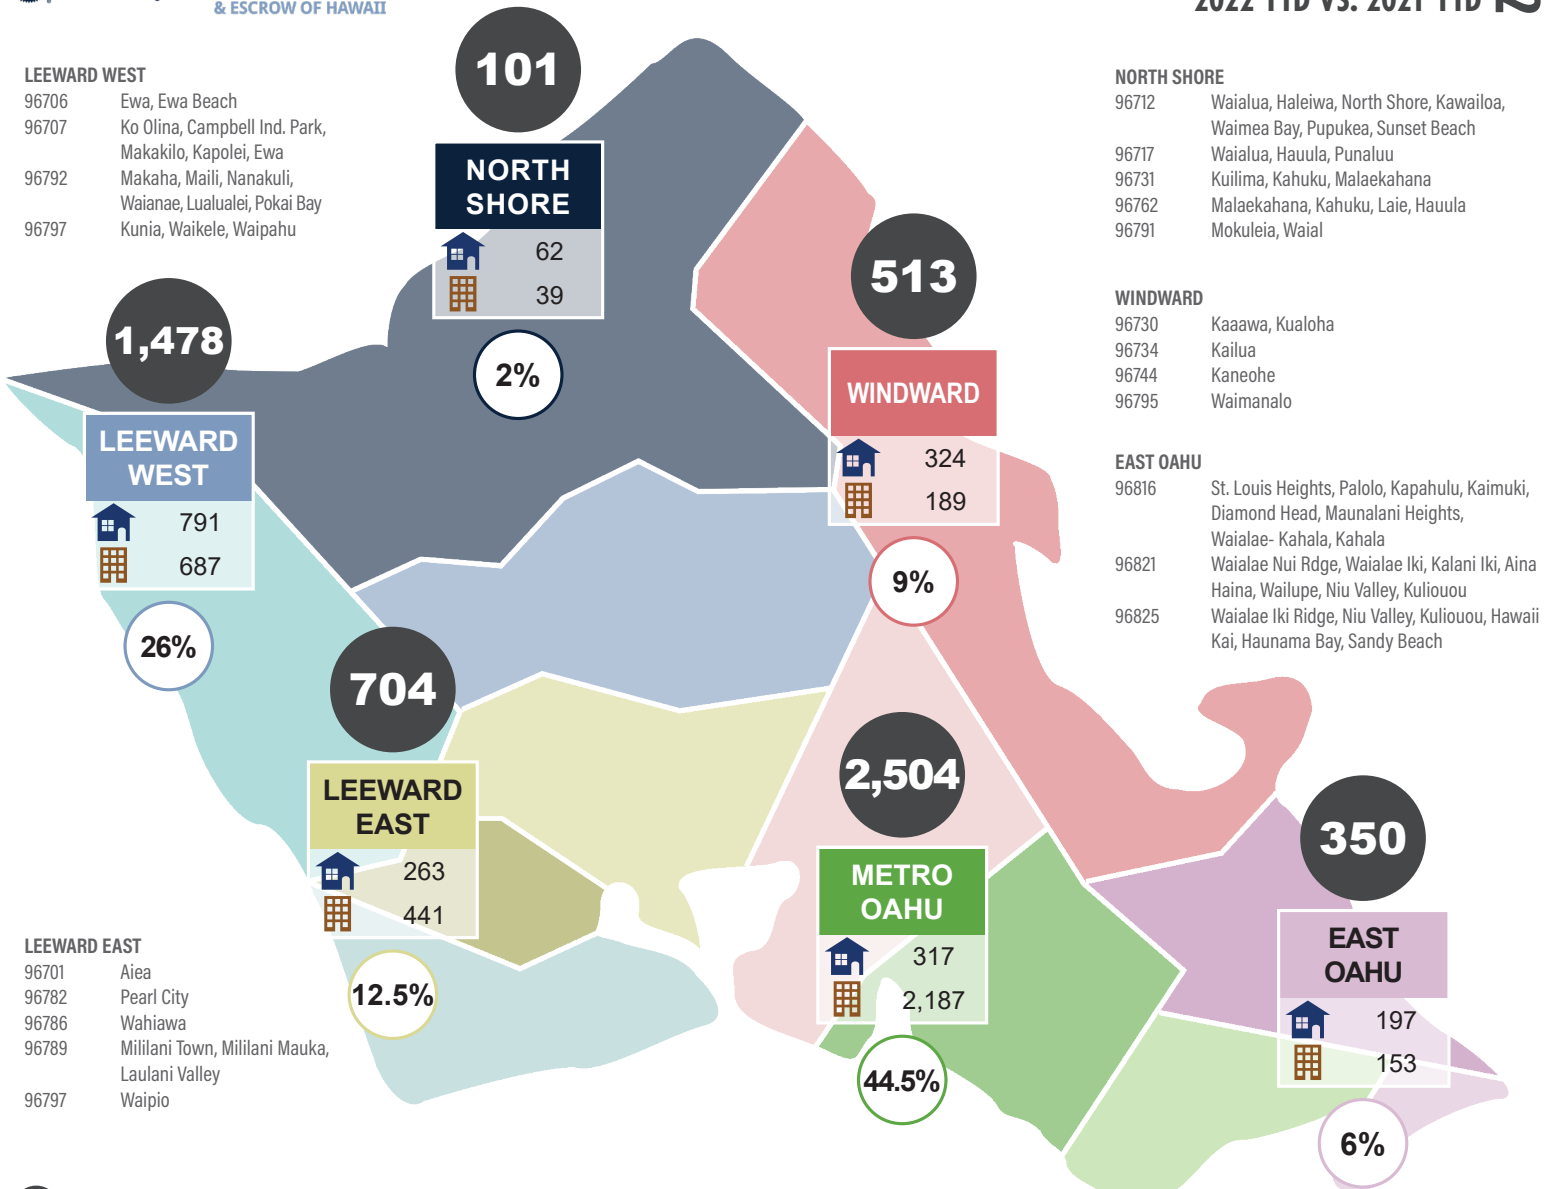 & ESCROW OF HAWAII
2022 YTD VS. 2021 YTD
LEEWARD WEST
96706 Ewa, Ewa Beach
96707 Ko Olina, Campbell Ind. Park,
Makakilo, Kapolei, Ewa
96792 Makaha, Maili, Nanakuli,
Waianae, Lualualei, Pokai Bay
96797 Kunia, Waikele, Waipahu
101
NORTH
SHORE
62
39
2%
NORTH SHORE
96712 Waialua, Haleiwa, North Shore, Kawailoa,
Waimea Bay, Pupukea, Sunset Beach
96717 Waialua, Hauula, Punaluu
96731 Kuilima, Kahuku, Malaekahana
96762 Malaekahana, Kahuku, Laie, Hauula
96791 Mokuleia, Waial
WINDWARD
96730 Kaaawa, Kualoha
96734 Kailua
96744 Kaneohe
96795 Waimanalo
EAST OAHU
96816 St. Louis Heights, Palolo, Kapahulu, Kaimuki,
Diamond Head, Maunalani Heights,
Waialae- Kahala, Kahala
96821 Waialae Nui Rdge, Waialae Iki, Kalani Iki, Aina
Haina, Wailupe, Niu Valley, Kuliouou
96825 Waialae Iki Ridge, Niu Valley, Kuliouou, Hawaii
Kai, Haunama Bay, Sandy Beach
513
WINDWARD
324
189
9%
1,478
LEEWARD
WEST
791
687
26%
704
LEEWARD
EAST
263
441
12.5%
2,504
METRO
OAHU
317
2,187
44.5%
350
EAST
OAHU
197
153
6%
LEEWARD EAST
96701 Aiea
96782 Pearl City
96786 Wahiawa
96789 Mililani Town, Mililani Mauka,
Laulani Valley
96797 Waipio